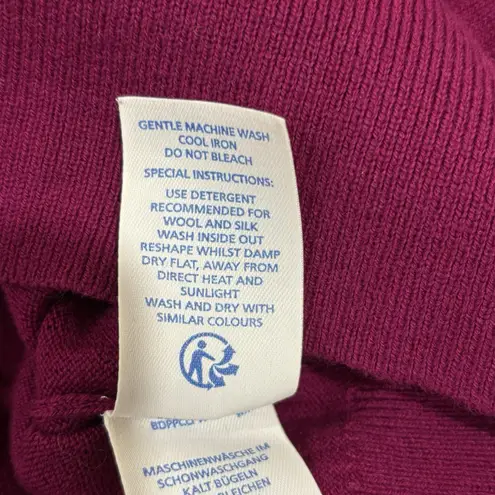 GENTLE MACHINE WASH
COOL IRON
DO NOT BLEACH
SPECIAL INSTRUCTIONS:
USE DETERGENT
RECOMMENDED FOR
WOOL AND SILK
WASH INSIDE OUT
RESHAPE WHILST DAMP
DRY FLAT, AWAY FROM
DIRECT HEAT AND
SUNLIGHT
WASH AND DRY WITH
SIMILAR COLOURS
MASCHINENWÄSCHE IM
SCHONWASCHGANG
KALT BÜGELN
BLEICHEN